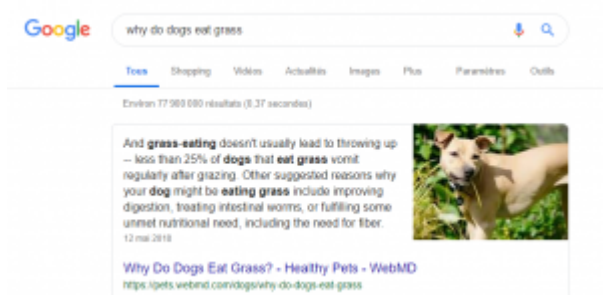 Google
why do dogs eat grass
Tous Shopping Vidéos Actualités Images Plus Paramètres Outils
Environ 77 900 000 résultats (0,37 secondes)
And grass-eating doesn't usually lead to throwing up
— less than 25% of dogs that eat grass vomit
regularly after grazing. Other suggested reasons why
your dog might be eating grass include improving
digestion, treating intestinal worms, or fulfilling some
unmet nutritional need, including the need for fiber.
12 mai 2018
Why Do Dogs Eat Grass? - Healthy Pets - WebMD
https://pets.webmd.com/dogs/why-do-dogs-eat-grass